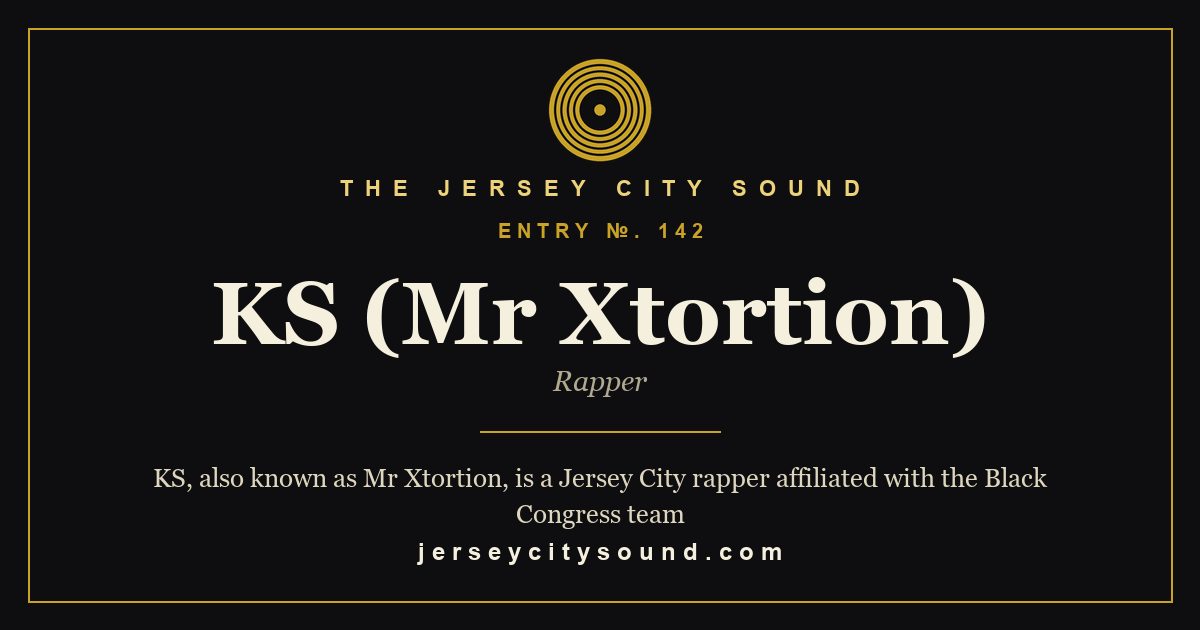 THE JERSEY CITY SOUND
ENTRY №. 142
KS (Mr Xtortion)
Rapper
KS, also known as Mr Xtortion, is a Jersey City rapper affiliated with the Black
Congress team
jerseycitysound.com